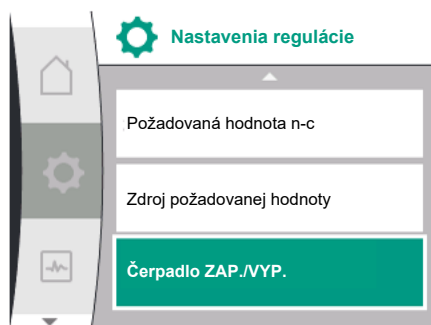 Nastavenia regulácie
Požadovaná hodnota n-c
Zdroj požadovanej hodnoty
Čerpadlo ZAP./VYP.